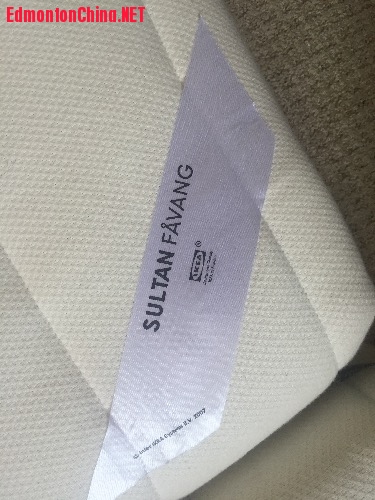 EdmontonChina.NET
SULTAN FÅVANG
IKEA®
© Inter IKEA Systems B.V. 2007